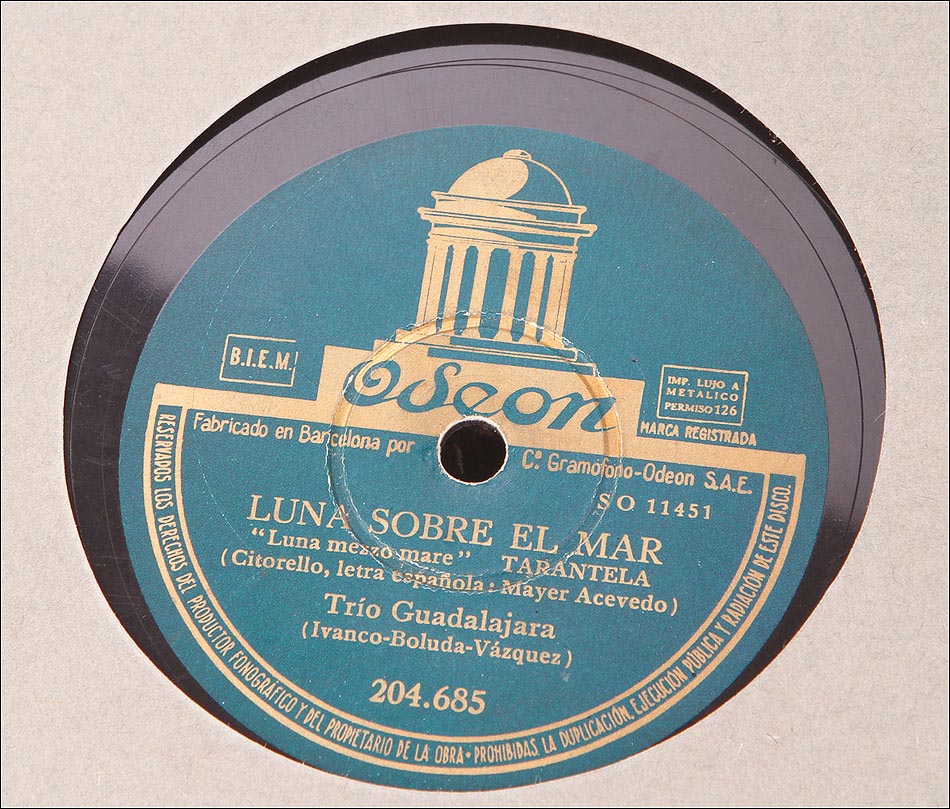 B.I.E.M.
Odeon
IMP. LUJO A
METALICO
PERMISO 126
MARCA REGISTRADA
Fabricado en Barcelona por
Cº Gramófono-Odeon S.A.E.
SO 11451
LUNA SOBRE EL MAR
"Luna mezzo mare" TARANTELA
(Citorello, letra española: Mayer Acevedo)
Trío Guadalajara
(Ivanco-Boluda-Vázquez)
204.685
RESERVADOS LOS DERECHOS DEL PRODUCTOR FONOGRÁFICO Y DEL PROPIETARIO DE LA OBRA • PROHIBIDAS LA DUPLICACIÓN, EJECUCIÓN PÚBLICA Y RADIACIÓN DE ESTE DISCO.